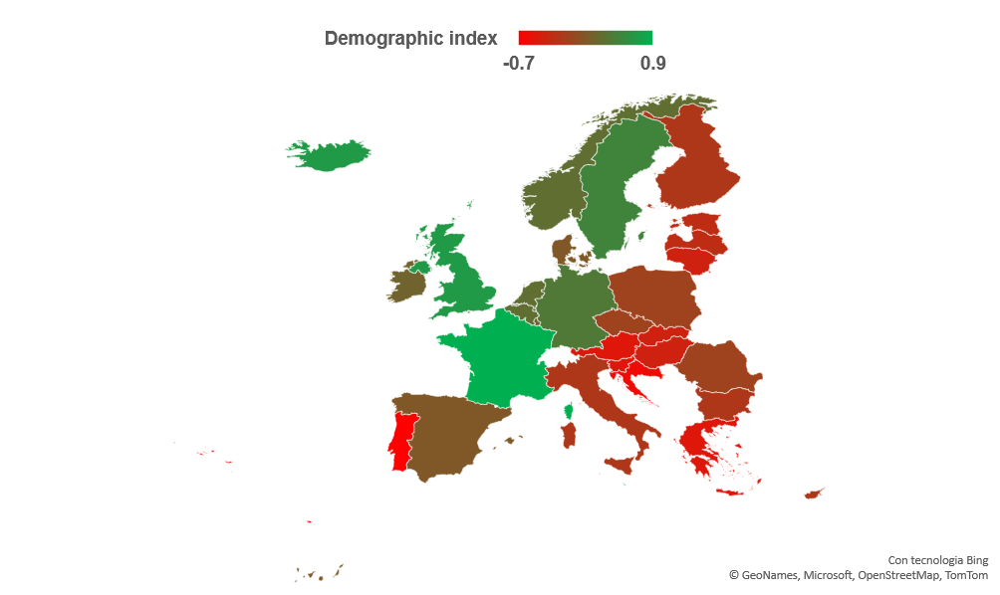 Demographic index
-0.7 0.9
Con tecnologia Bing
© GeoNames, Microsoft, OpenStreetMap, TomTom